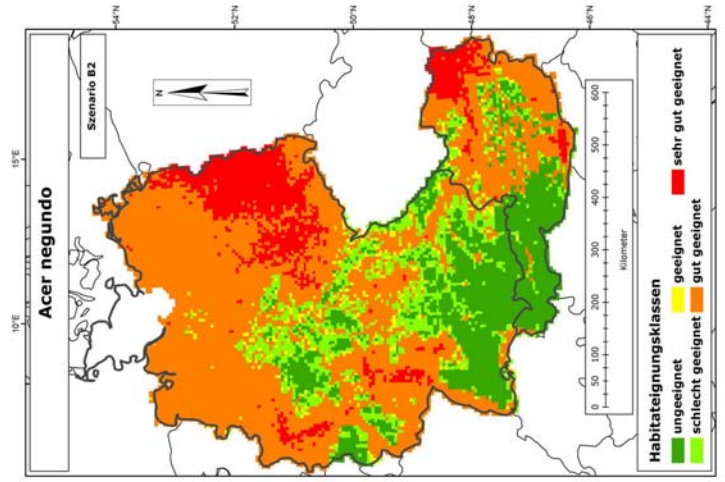 Acer negundo
Szenario B2
N
10°E
15°E
54°N
52°N
50°N
48°N
46°N
44°N
0 50 100 200 300 400 500 600
Kilometer
Habitateignungsklassen
ungeeignet
geeignet
sehr gut geeignet
schlecht geeignet
gut geeignet